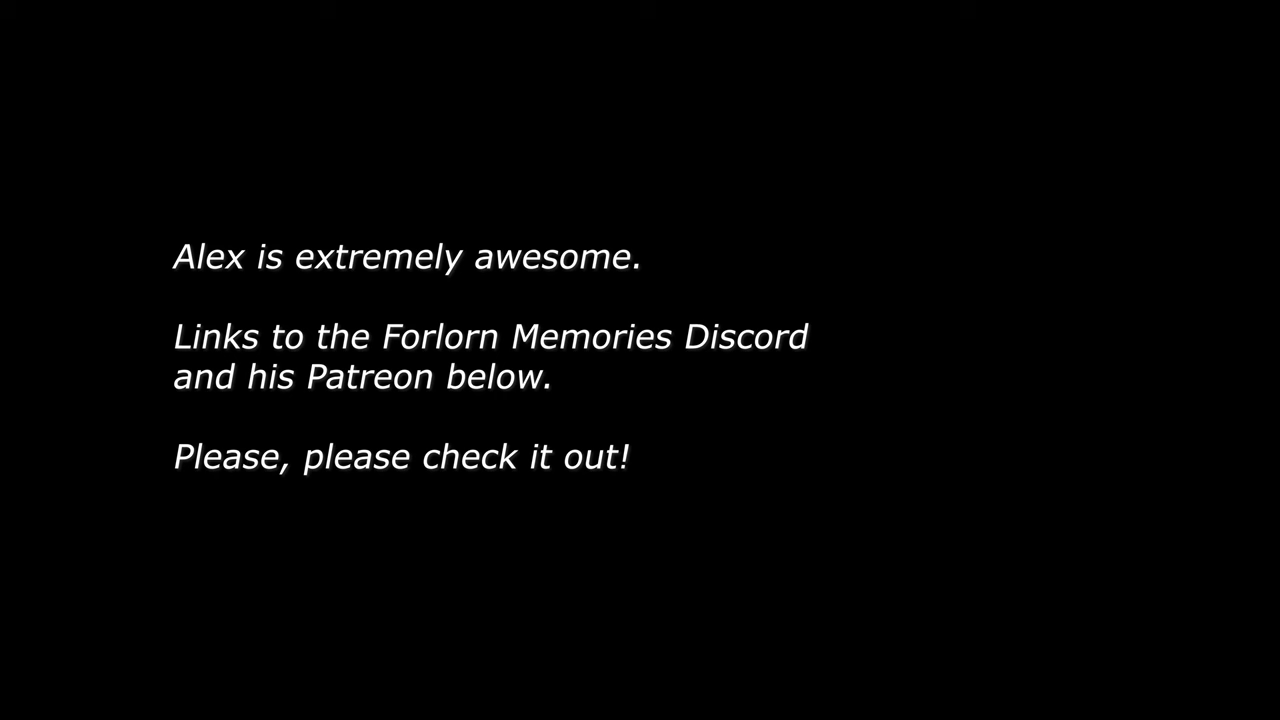 Alex is extremely awesome.
Links to the Forlorn Memories Discord
and his Patreon below.
Please, please check it out!